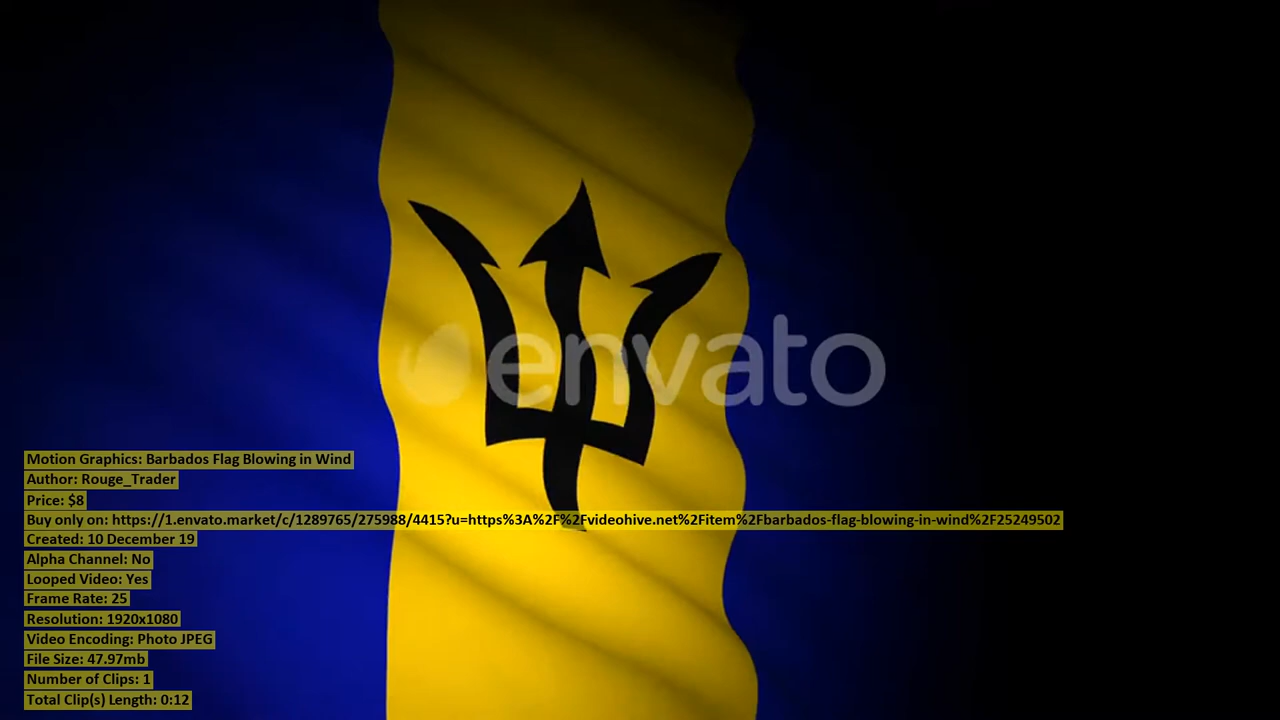 envato
Motion Graphics: Barbados Flag Blowing in Wind
Author: Rouge_Trader
Price: $8
Buy only on: https://1.envato.market/c/1289765/275988/4415?u=https%3A%2F%2Fvideohive.net%2Fitem%2Fbarbados-flag-blowing-in-wind%2F25249502
Created: 10 December 19
Alpha Channel: No
Looped Video: Yes
Frame Rate: 25
Resolution: 1920x1080
Video Encoding: Photo JPEG
File Size: 47.97mb
Number of Clips: 1
Total Clip(s) Length: 0:12